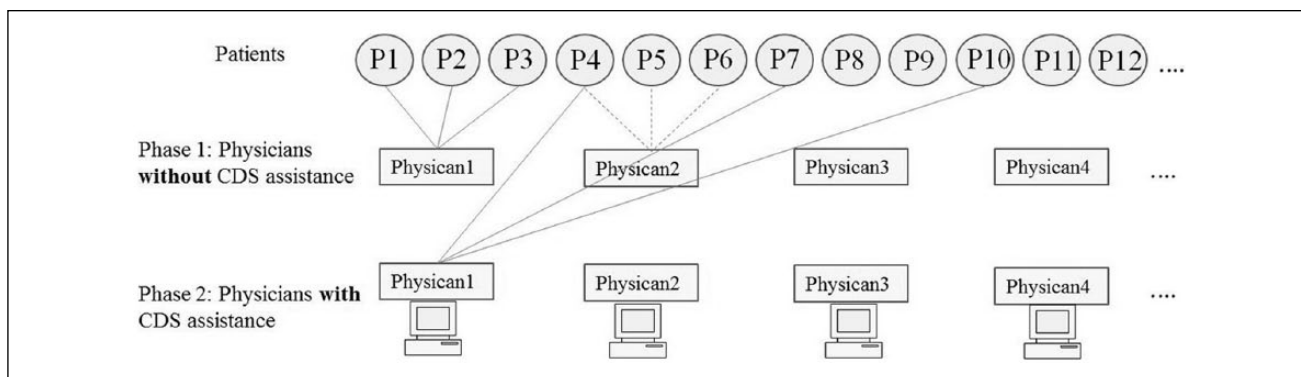 Patients P1 P2 P3 P4 P5 P6 P7 P8 P9 P10 P11 P12 ....
Phase 1: Physicians
without CDS assistance
Physican1 Physican2 Physican3 Physican4 ....
Phase 2: Physicians with
CDS assistance
Physican1 Physican2 Physican3 Physican4 ....